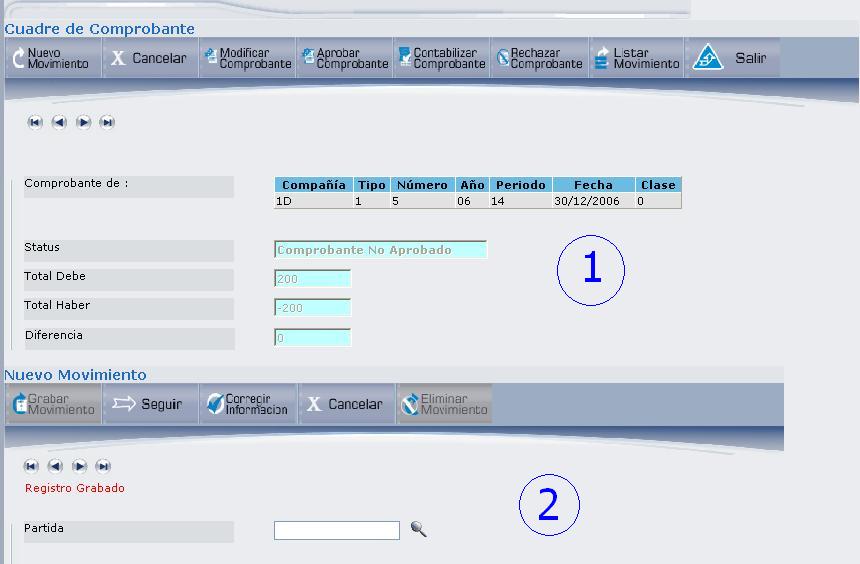 Cuadre de Comprobante
Nuevo Movimiento
X Cancelar
Modificar Comprobante
Aprobar Comprobante
Contabilizar Comprobante
Rechazar Comprobante
Listar Movimiento
Salir
Comprobante de :
Compañía Tipo Número Año Periodo Fecha Clase
1D 1 5 06 14 30/12/2006 0
Status Comprobante No Aprobado
Total Debe 200
Total Haber -200
Diferencia 0
1
Nuevo Movimiento
Grabar Movimiento
Seguir
Corregir Informacion
X Cancelar
Eliminar Movimiento
Registro Grabado
2
Partida